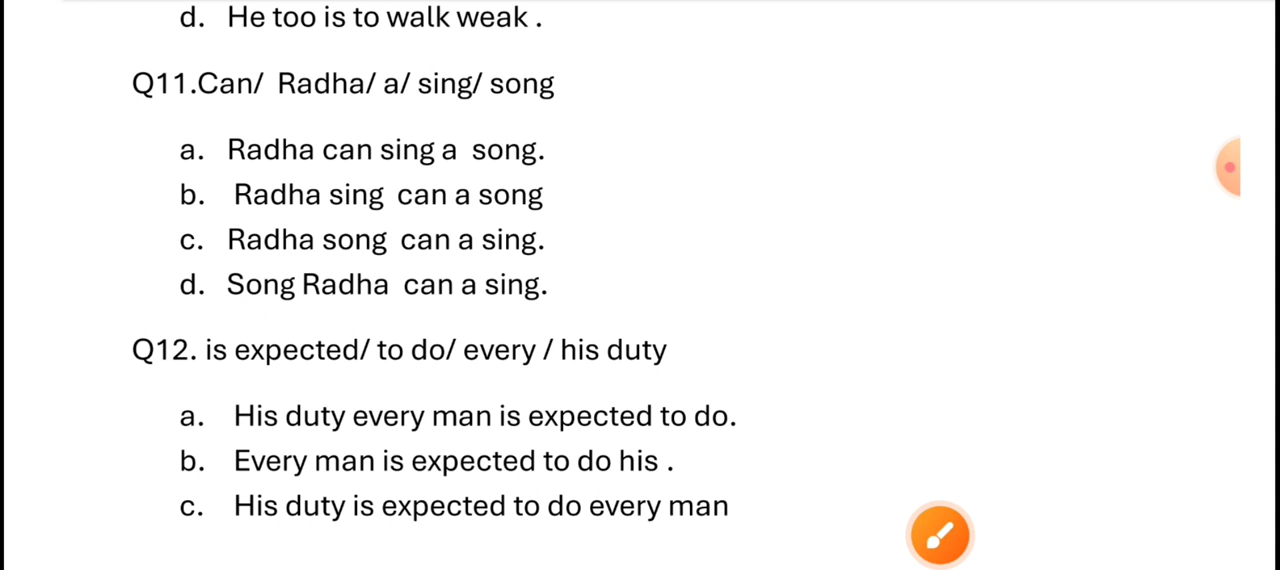 d. He too is to walk weak .
Q11.Can/ Radha/ a/ sing/ song
a. Radha can sing a song.
b. Radha sing can a song
c. Radha song can a sing.
d. Song Radha can a sing.
Q12. is expected/ to do/ every / his duty
a. His duty every man is expected to do.
b. Every man is expected to do his .
c. His duty is expected to do every man